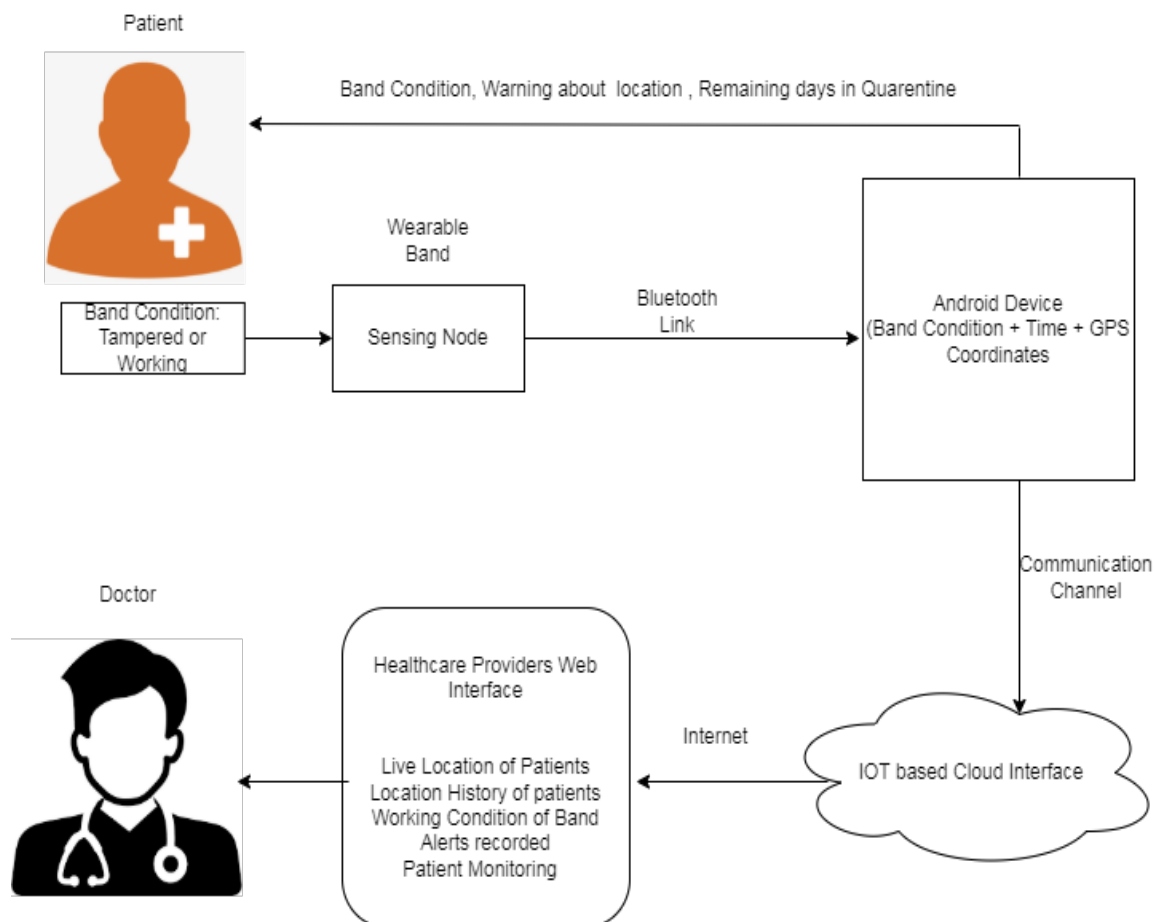 Patient
Band Condition, Warning about location , Remaining days in Quarentine
Wearable
Band
Band Condition:
Tampered or
Working
Sensing Node
Bluetooth
Link
Android Device
(Band Condition + Time + GPS
Coordinates
Communication
Channel
Doctor
Healthcare Providers Web
Interface
Live Location of Patients
Location History of patients
Working Condition of Band
Alerts recorded
Patient Monitoring
Internet
IOT based Cloud Interface